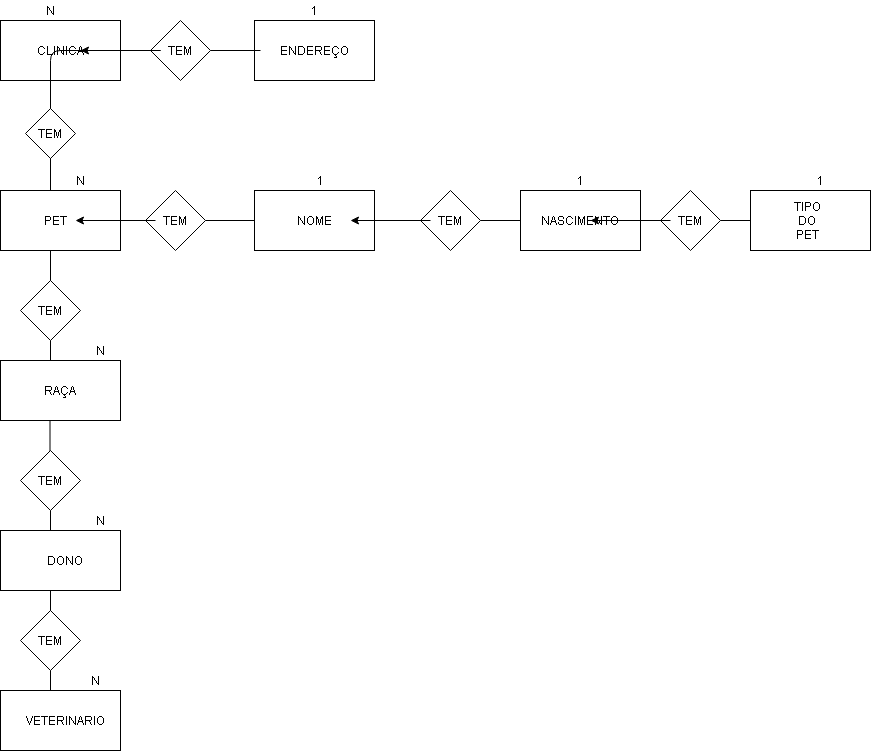 N
1
CLINICA
TEM
ENDEREÇO
TEM
N
1
1
1
PET
TEM
NOME
TEM
NASCIMENTO
TEM
TIPO
DO
PET
TEM
N
RAÇA
TEM
N
DONO
TEM
N
VETERINARIO